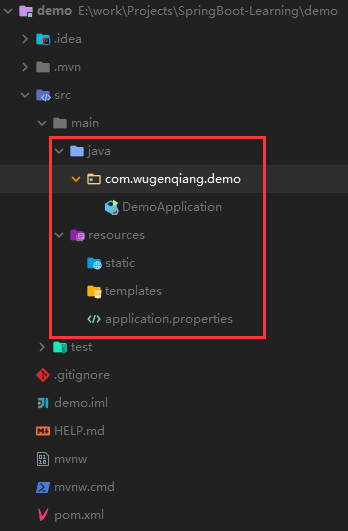 demo E:\work\Projects\SpringBoot-Learning\demo
.idea
.mvn
src
main
java
com.wugenqiang.demo
DemoApplication
resources
static
templates
application.properties
test
.gitignore
demo.iml
HELP.md
mvnw
mvnw.cmd
pom.xml